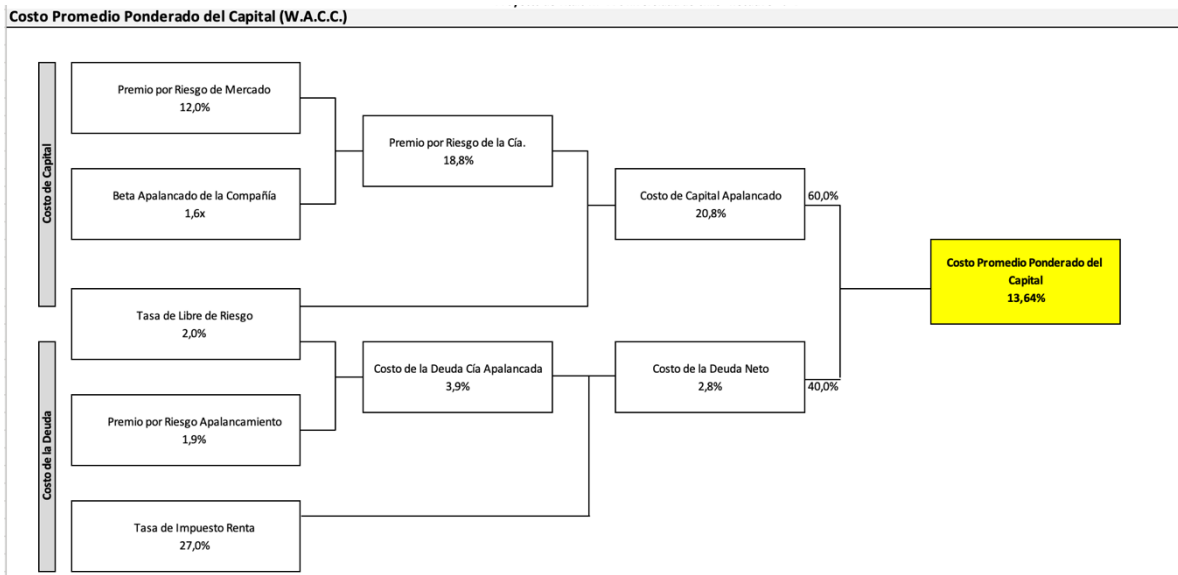 Costo Promedio Ponderado del Capital (W.A.C.C.)
Costo de Capital
Premio por Riesgo de Mercado
12,0%
Beta Apalancado de la Compañía
1,6x
Premio por Riesgo de la Cía.
18,8%
Costo de Capital Apalancado
20,8%
60,0%
Costo Promedio Ponderado del
Capital
13,64%
Tasa de Libre de Riesgo
2,0%
Costo de la Deuda
Costo de la Deuda Cía Apalancada
3,9%
Costo de la Deuda Neto
2,8%
40,0%
Premio por Riesgo Apalancamiento
1,9%
Tasa de Impuesto Renta
27,0%